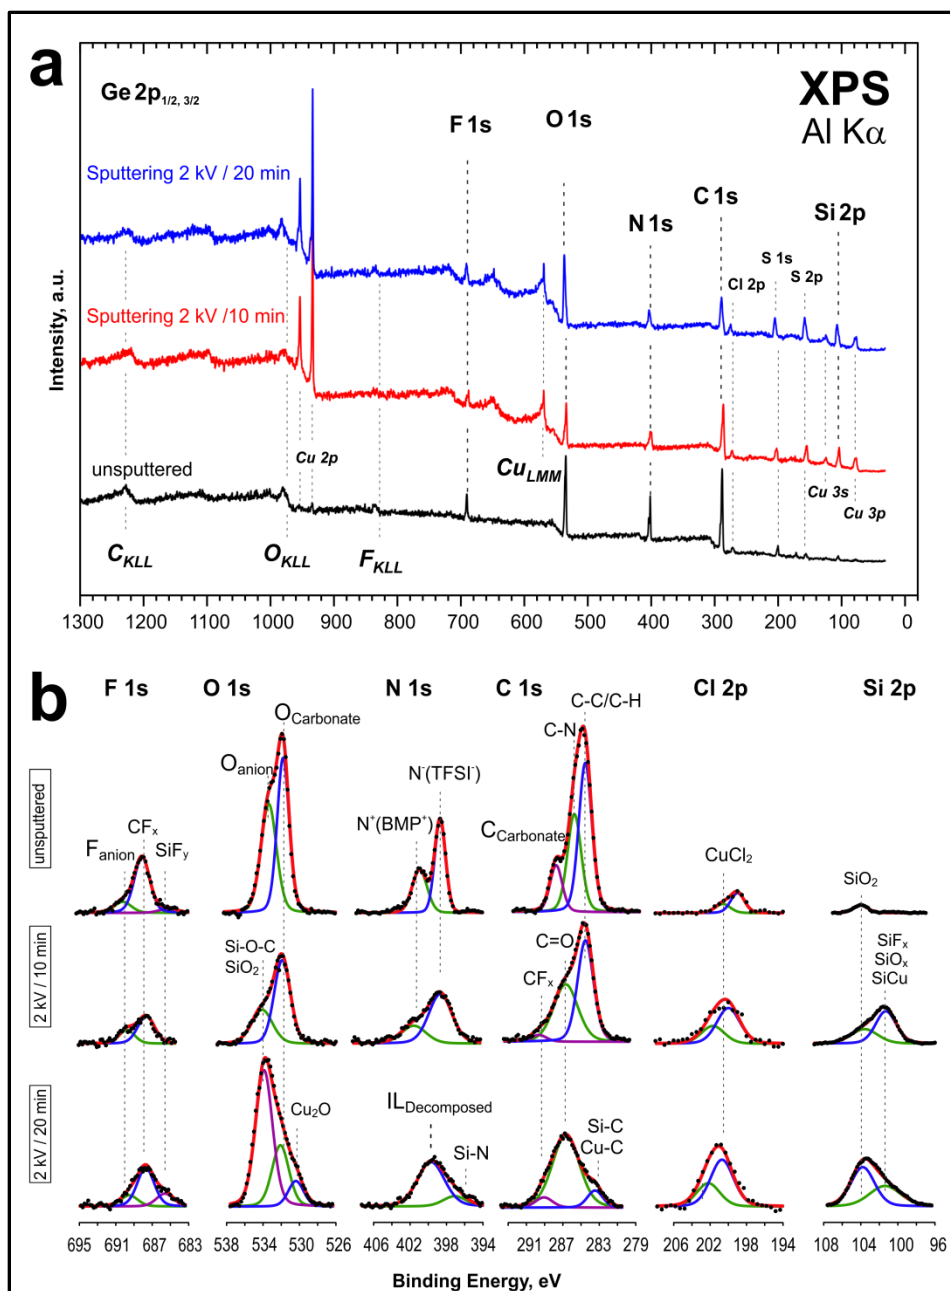 a
Ge 2p1/2, 3/2
XPS
Al Kα
F 1s
O 1s
N 1s
C 1s
Si 2p
Sputtering 2 kV / 20 min
Cl 2p
S 1s
S 2p
Sputtering 2 kV /10 min
Intensity, a.u.
unsputtered
Cu 2p
CuLMM
Cu 3s
Cu 3p
CKLL
OKLL
FKLL
1300 1200 1100 1000 900 800 700 600 500 400 300 200 100 0
b
F 1s O 1s N 1s C 1s Cl 2p Si 2p
unsputtered
Fanion
CFx
SiFy
Oanion
OCarbonate
N+(BMP+)
N-(TFSI-)
CCarbonate
C-N
C-C/C-H
CuCl2
SiO2
2 kV / 10 min
Si-O-C
SiO2
CFx
C=O
SiFx
SiOx
SiCu
2 kV / 20 min
Cu2O
ILDecomposed
Si-N
Si-C
Cu-C
695 691 687 683 538 534 530 526 406 402 398 394 291 287 283 279 206 202 198 194 108 104 100 96
Binding Energy, eV